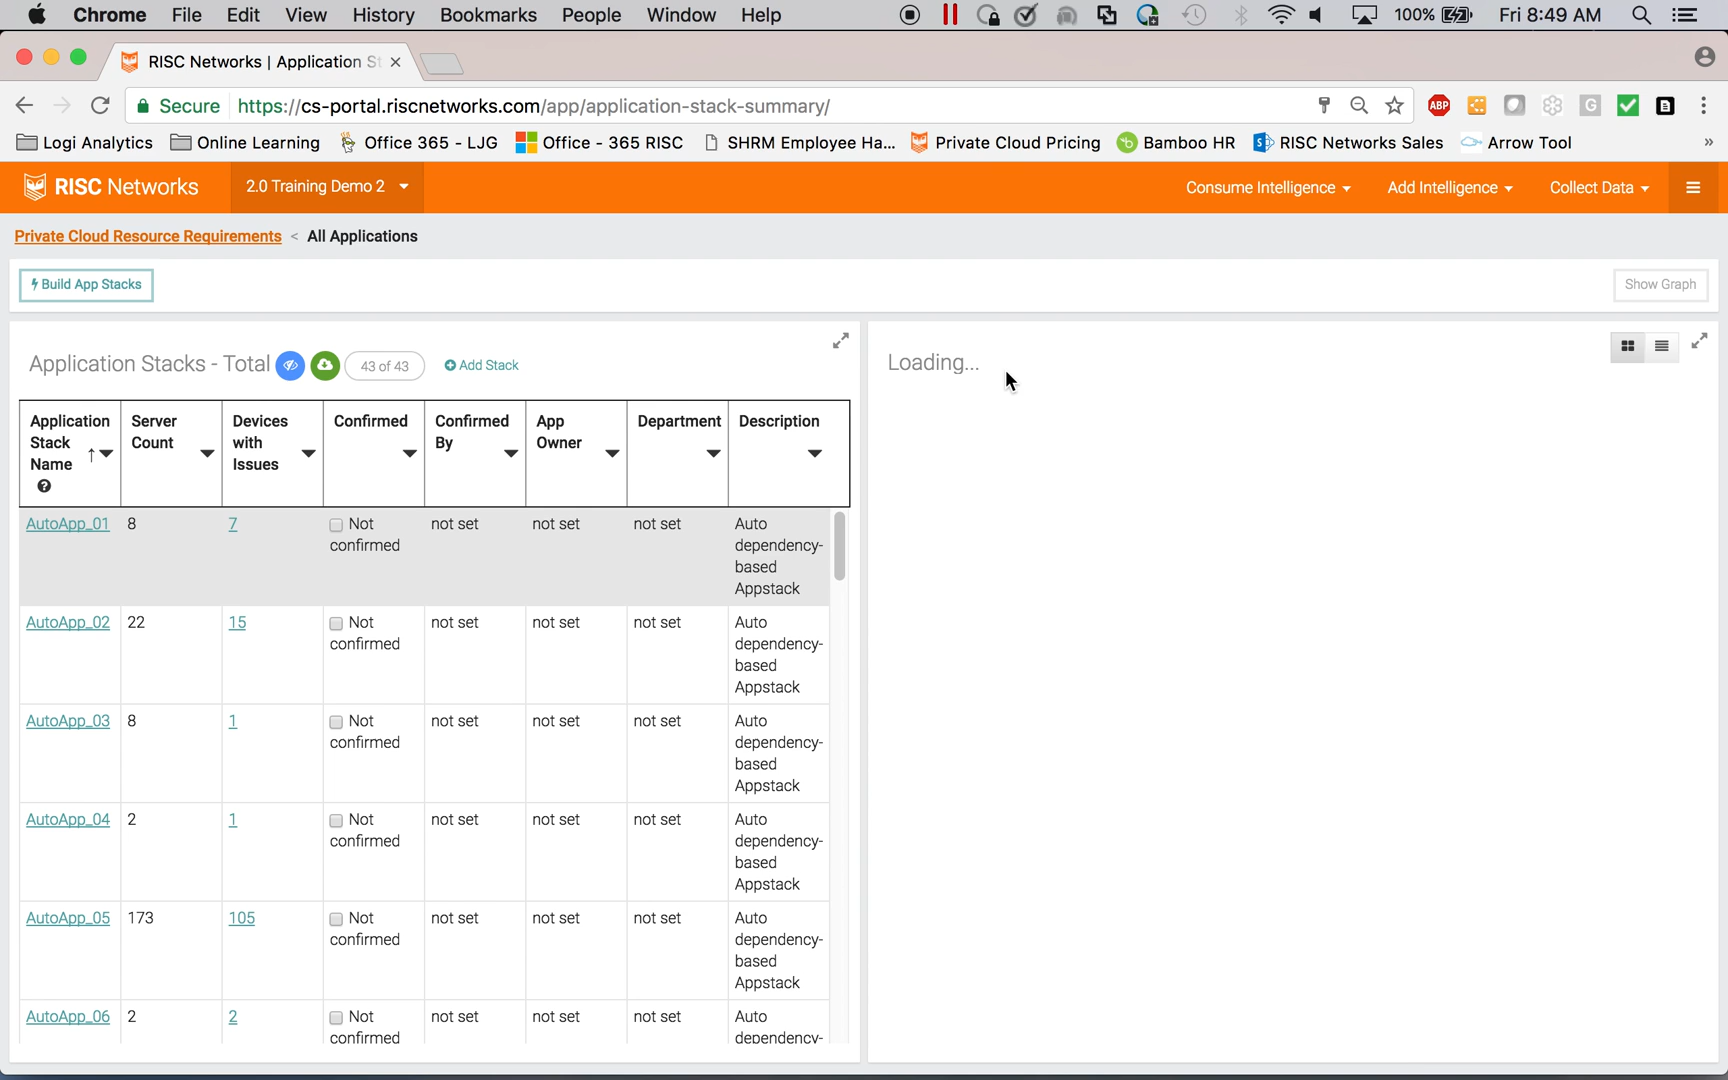 Chrome File Edit View History Bookmarks People Window Help 100% Fri 8:49 AM
RISC Networks | Application St
Secure https://cs-portal.riscnetworks.com/app/application-stack-summary/ ABP G
Logi Analytics Online Learning Office 365 - LJG Office - 365 RISC SHRM Employee Ha... Private Cloud Pricing Bamboo HR RISC Networks Sales Arrow Tool »
RISC Networks 2.0 Training Demo 2 Consume Intelligence Add Intelligence Collect Data
Private Cloud Resource Requirements < All Applications
Build App Stacks Show Graph
Application Stacks - Total 43 of 43 Add Stack
Loading...
Application Stack Name ↑ Server Count Devices with Issues Confirmed Confirmed By App Owner Department Description
AutoApp_01 8 7 Not confirmed not set not set not set Auto dependency-based Appstack
AutoApp_02 22 15 Not confirmed not set not set not set Auto dependency-based Appstack
AutoApp_03 8 1 Not confirmed not set not set not set Auto dependency-based Appstack
AutoApp_04 2 1 Not confirmed not set not set not set Auto dependency-based Appstack
AutoApp_05 173 105 Not confirmed not set not set not set Auto dependency-based Appstack
AutoApp_06 2 2 Not confirmed not set not set not set Auto dependency-